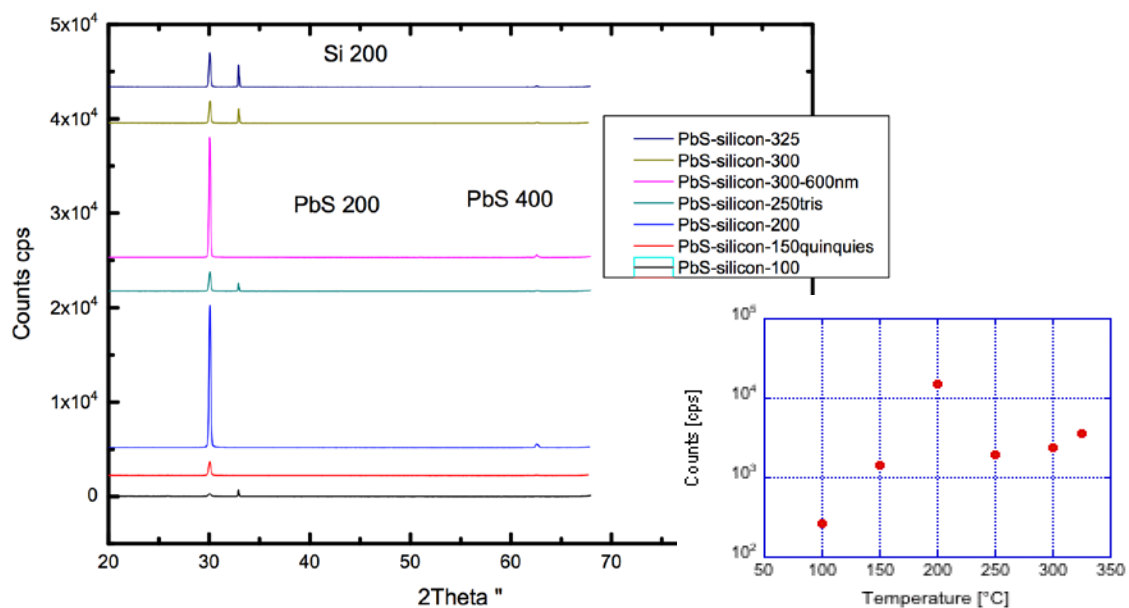 5x10⁴
4x10⁴
3x10⁴
2x10⁴
1x10⁴
0
Counts cps
20 30 40 50 60 70
2Theta "
Si 200
PbS 200
PbS 400
PbS-silicon-325
PbS-silicon-300
PbS-silicon-300-600nm
PbS-silicon-250tris
PbS-silicon-200
PbS-silicon-150quinquies
PbS-silicon-100
10⁵
10⁴
10³
10²
Counts [cps]
50 100 150 200 250 300 350
Temperature [°C]